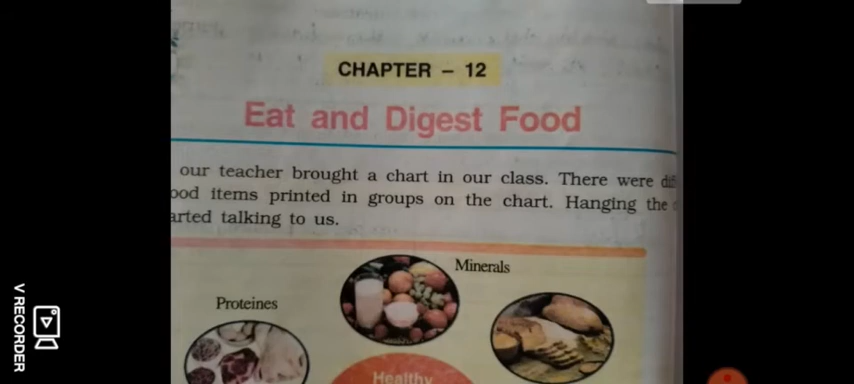 CHAPTER – 12
Eat and Digest Food
our teacher brought a chart in our class. There were
ood items printed in groups on the chart. Hanging the
arted talking to us.
Minerals
Proteines
Healthy
V RECORDER